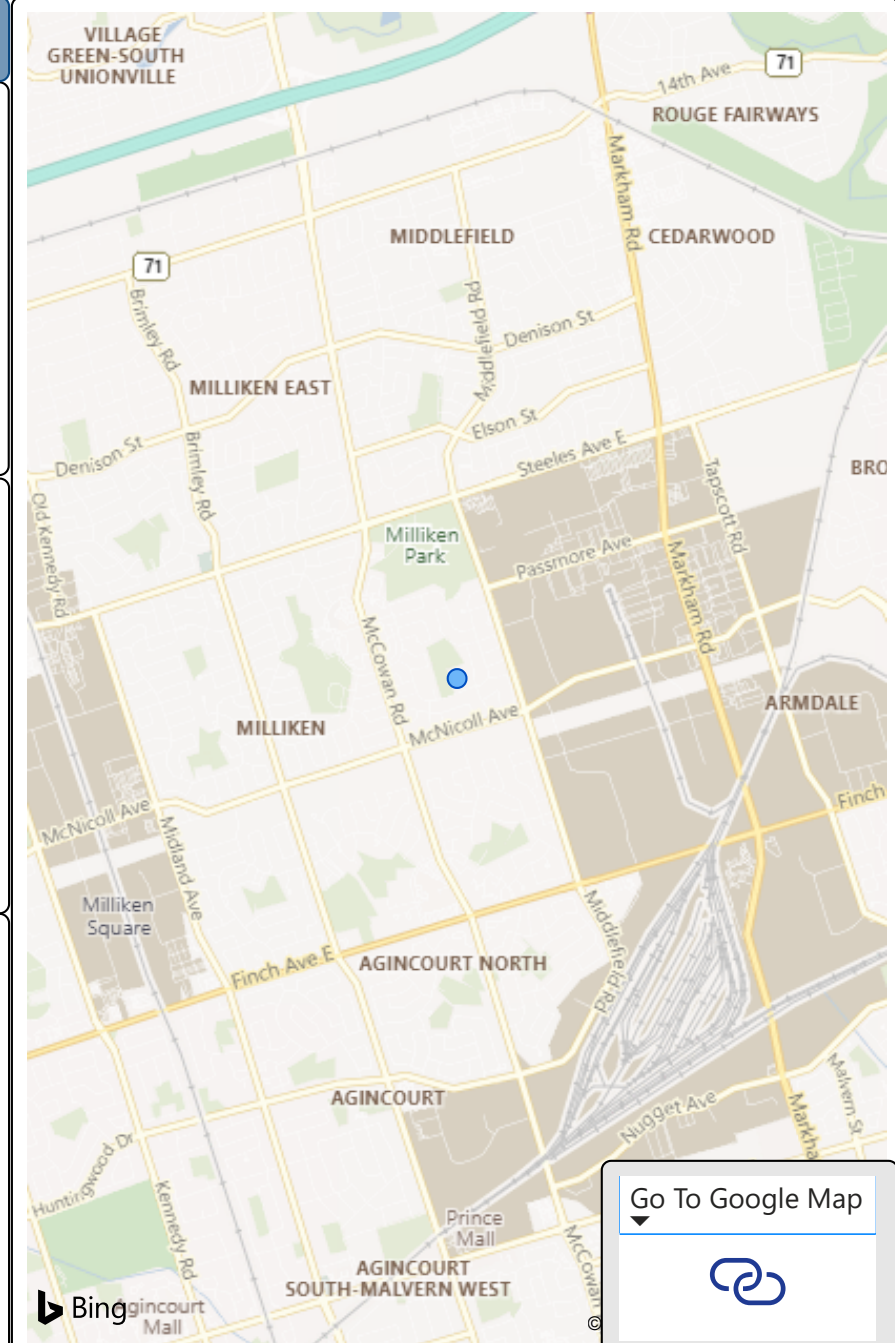 VILLAGE
GREEN-SOUTH
UNIONVILLE
71
14th Ave
ROUGE FAIRWAYS
Markham Rd
MIDDLEFIELD
CEDARWOOD
71
Brimley Rd
Middlefield Rd
Denison St
MILLIKEN EAST
Elson St
Denison St
Brimley Rd
Steeles Ave E
Tapscott Rd
BRO
Old Kennedy Rd
Milliken
Park
Passmore Ave
Markham Rd
McCowan Rd
ARMDALE
MILLIKEN
McNicoll Ave
Finch
McNicoll Ave
Midland Ave
Milliken
Square
Middlefield Rd
Finch Ave E
AGINCOURT NORTH
AGINCOURT
Nugget Ave
Malvern St
Markha
Huntingwood Dr
Kennedy Rd
Prince
Mall
McCowan
Go To Google Map
AGINCOURT
SOUTH-MALVERN WEST
Bing
Agincourt
Mall
©